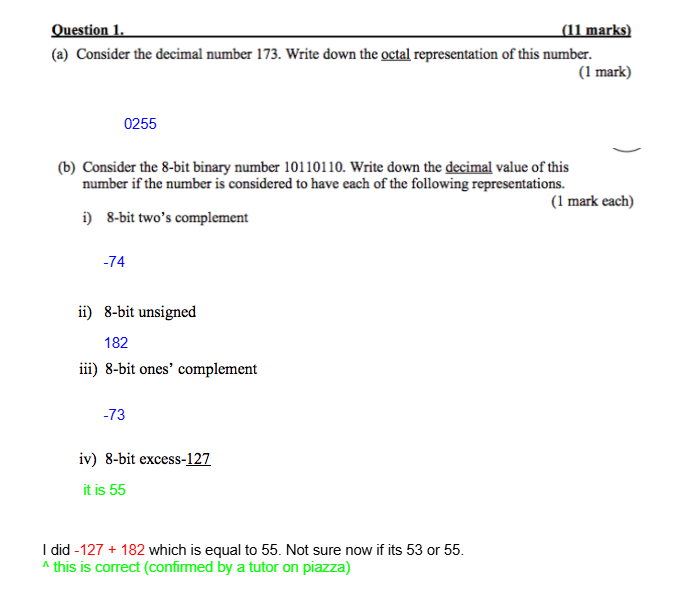 Question 1. (11 marks)
(a) Consider the decimal number 173. Write down the octal representation of this number.
(1 mark)
0255
(b) Consider the 8-bit binary number 10110110. Write down the decimal value of this
number if the number is considered to have each of the following representations.
(1 mark each)
i) 8-bit two's complement
-74
ii) 8-bit unsigned
182
iii) 8-bit ones' complement
-73
iv) 8-bit excess-127
it is 55
I did -127 + 182 which is equal to 55. Not sure now if its 53 or 55.
^ this is correct (confirmed by a tutor on piazza)